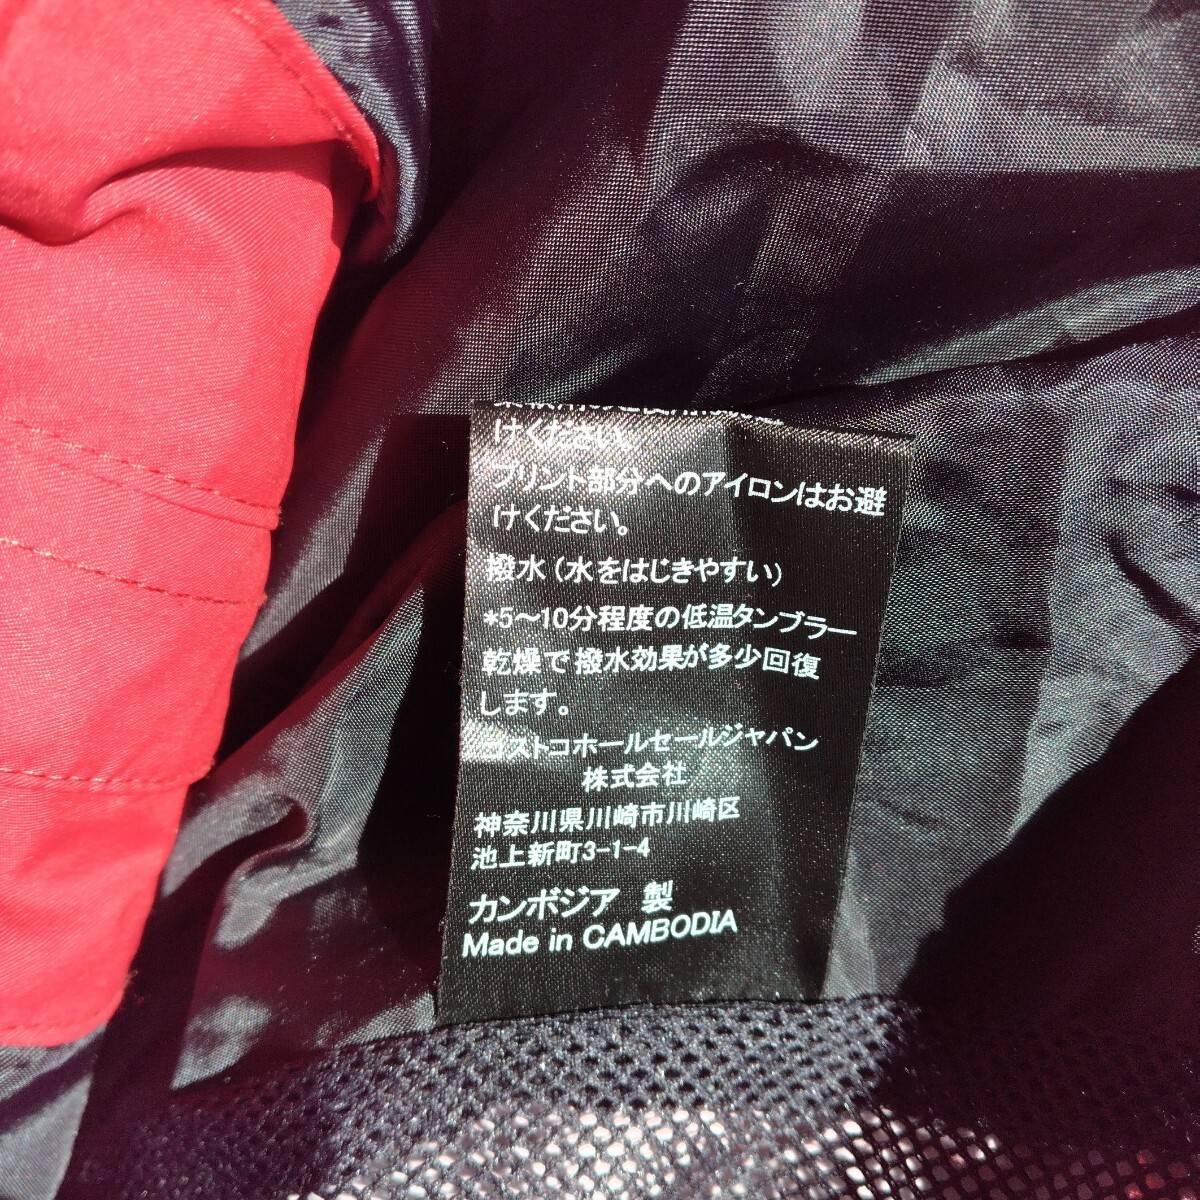 けください。
プリント部分へのアイロンはお避
けください。
撥水(水をはじきやすい)
*5~10分程度の低温タンブラー
乾燥で撥水効果が多少回復
します。
コストコホールセールジャパン
株式会社
神奈川県川崎市川崎区
池上新町3-1-4
カンボジア 製
Made in CAMBODIA